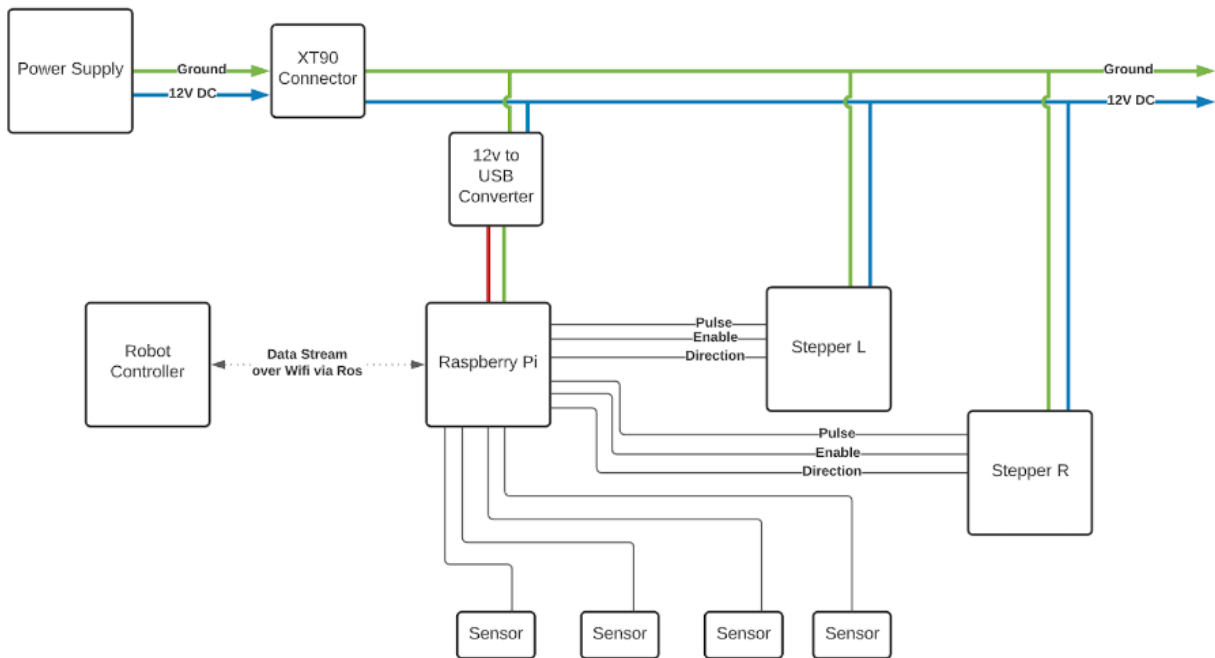 Power Supply
Ground
12V DC
XT90
Connector
Ground
12V DC
12v to
USB
Converter
Robot
Controller
Data Stream
over Wifi via Ros
Raspberry Pi
Pulse
Enable
Direction
Stepper L
Pulse
Enable
Direction
Stepper R
Sensor
Sensor
Sensor
Sensor